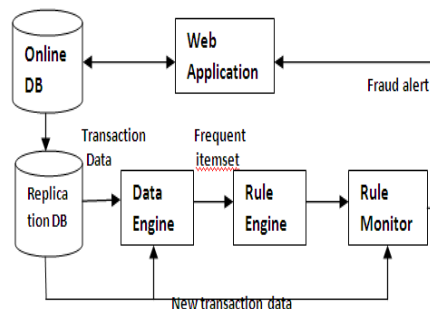 Online
DB
Web
Application
Fraud alert
Transaction
Data
Frequent
itemset
Replica
tion DB
Data
Engine
Rule
Engine
Rule
Monitor
New transaction data